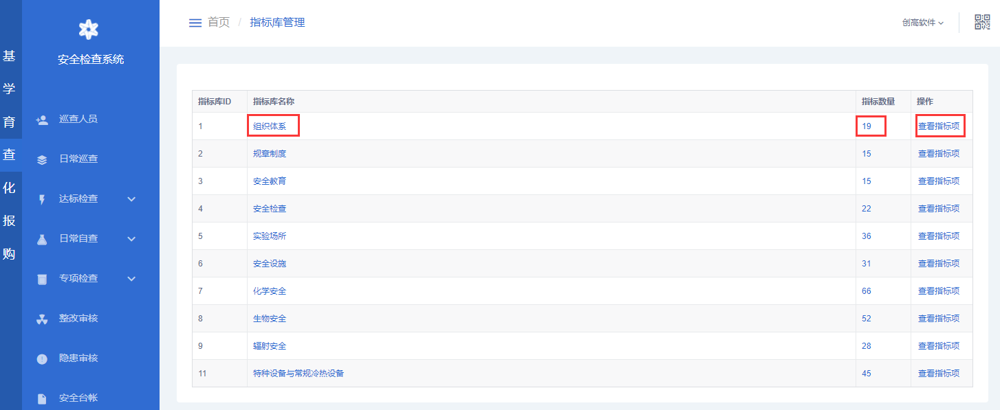 基
学
育
查
化
报
购
安全检查系统
巡查人员
日常巡查
达标检查
日常自查
专项检查
整改审核
隐患审核
安全台帐
首页 / 指标库管理
创高软件
指标库ID 指标库名称 指标数量 操作
1 组织体系 19 查看指标项
2 规章制度 15 查看指标项
3 安全教育 15 查看指标项
4 安全检查 22 查看指标项
5 实验场所 36 查看指标项
6 安全设施 31 查看指标项
7 化学安全 66 查看指标项
8 生物安全 52 查看指标项
9 辐射安全 28 查看指标项
11 特种设备与常规冷热设备 45 查看指标项